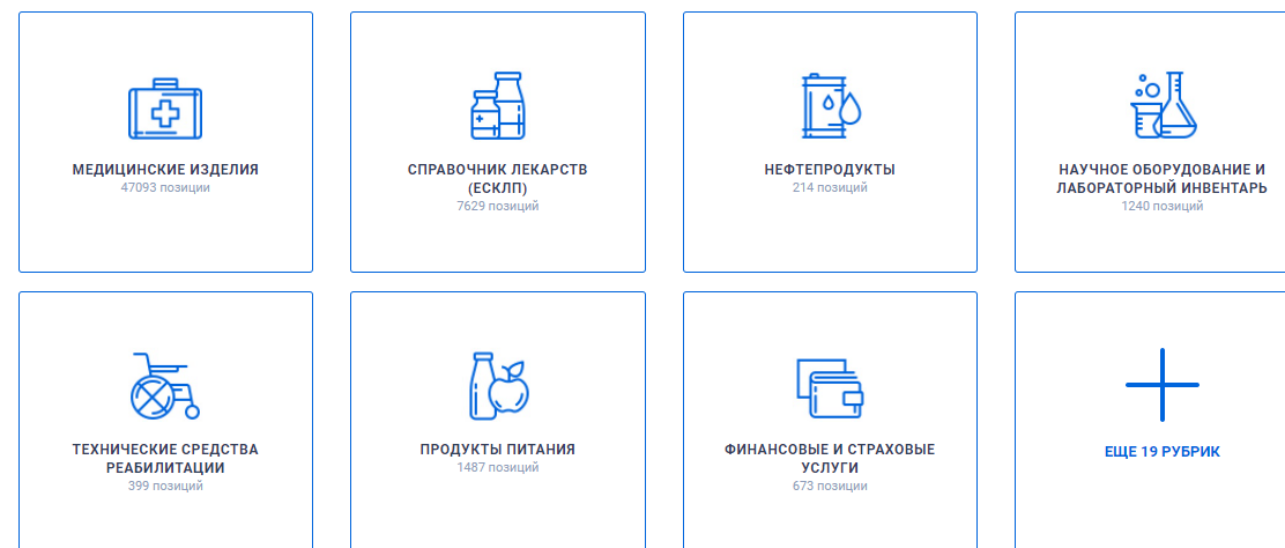 МЕДИЦИНСКИЕ ИЗДЕЛИЯ
47093 позиции
СПРАВОЧНИК ЛЕКАРСТВ
(ЕСКЛП)
7629 позиций
НЕФТЕПРОДУКТЫ
214 позиций
НАУЧНОЕ ОБОРУДОВАНИЕ И
ЛАБОРАТОРНЫЙ ИНВЕНТАРЬ
1240 позиций
ТЕХНИЧЕСКИЕ СРЕДСТВА
РЕАБИЛИТАЦИИ
399 позиций
ПРОДУКТЫ ПИТАНИЯ
1487 позиций
ФИНАНСОВЫЕ И СТРАХОВЫЕ
УСЛУГИ
673 позиции
ЕЩЕ 19 РУБРИК